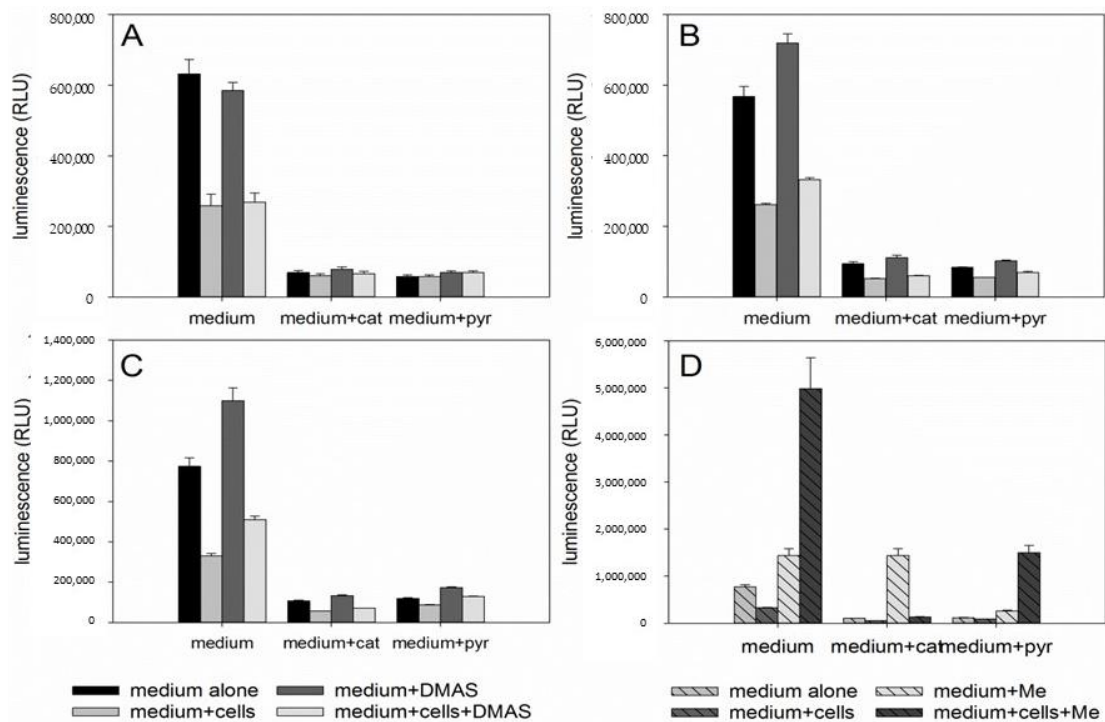 A
luminescence (RLU)
800,000
600,000
400,000
200,000
0
medium medium+cat medium+pyr
B
luminescence (RLU)
800,000
600,000
400,000
200,000
0
medium medium+cat medium+pyr
C
luminescence (RLU)
1,400,000
1,200,000
1,000,000
800,000
600,000
400,000
200,000
0
medium medium+cat medium+pyr
D
luminescence (RLU)
6,000,000
5,000,000
4,000,000
3,000,000
2,000,000
1,000,000
0
medium medium+cat medium+pyr
medium alone medium+DMAS
medium+cells medium+cells+DMAS
medium alone medium+Me
medium+cells medium+cells+Me